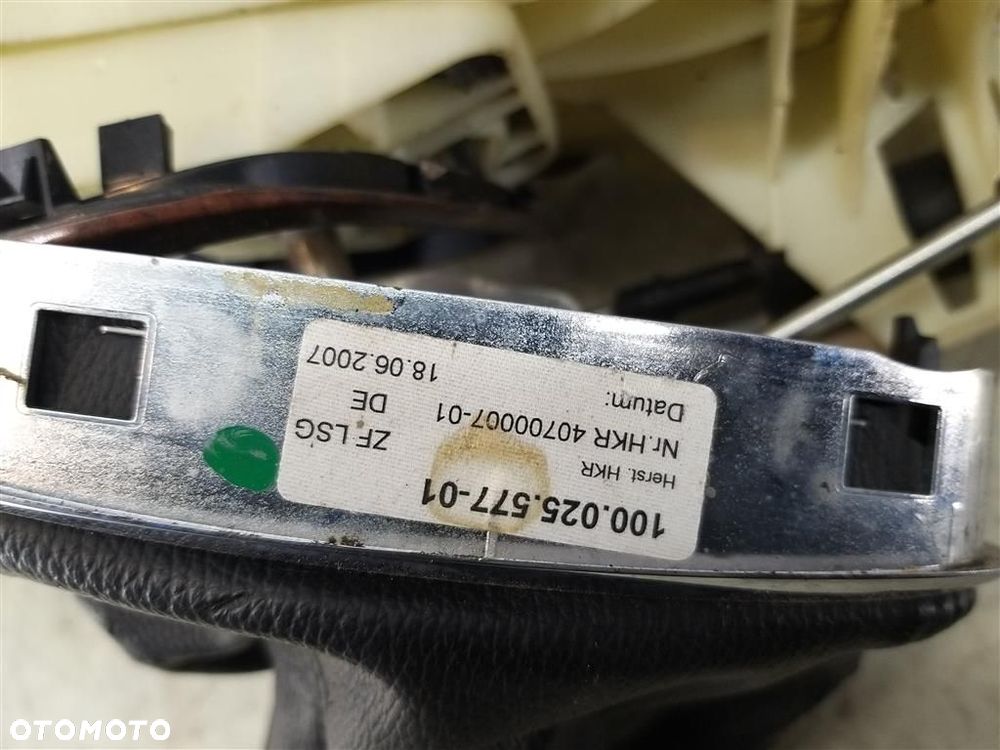 100.025.577-01
Herst. HKR ZF LSG
Nr.HKR 40700007-01 DE
Datum: 18.06.2007
OTOMOTO